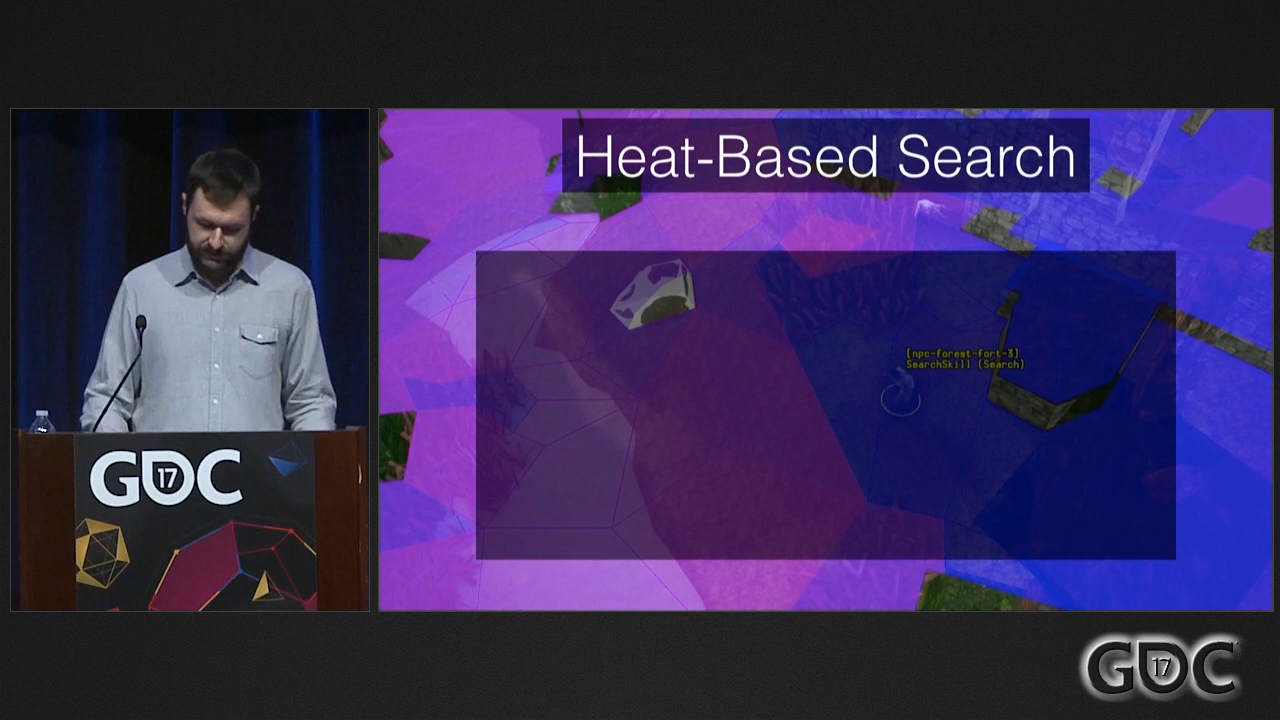 Heat-Based Search
[npc-forest-fort-3]
SearchSkill (Search)
GDC
17
GDC
17